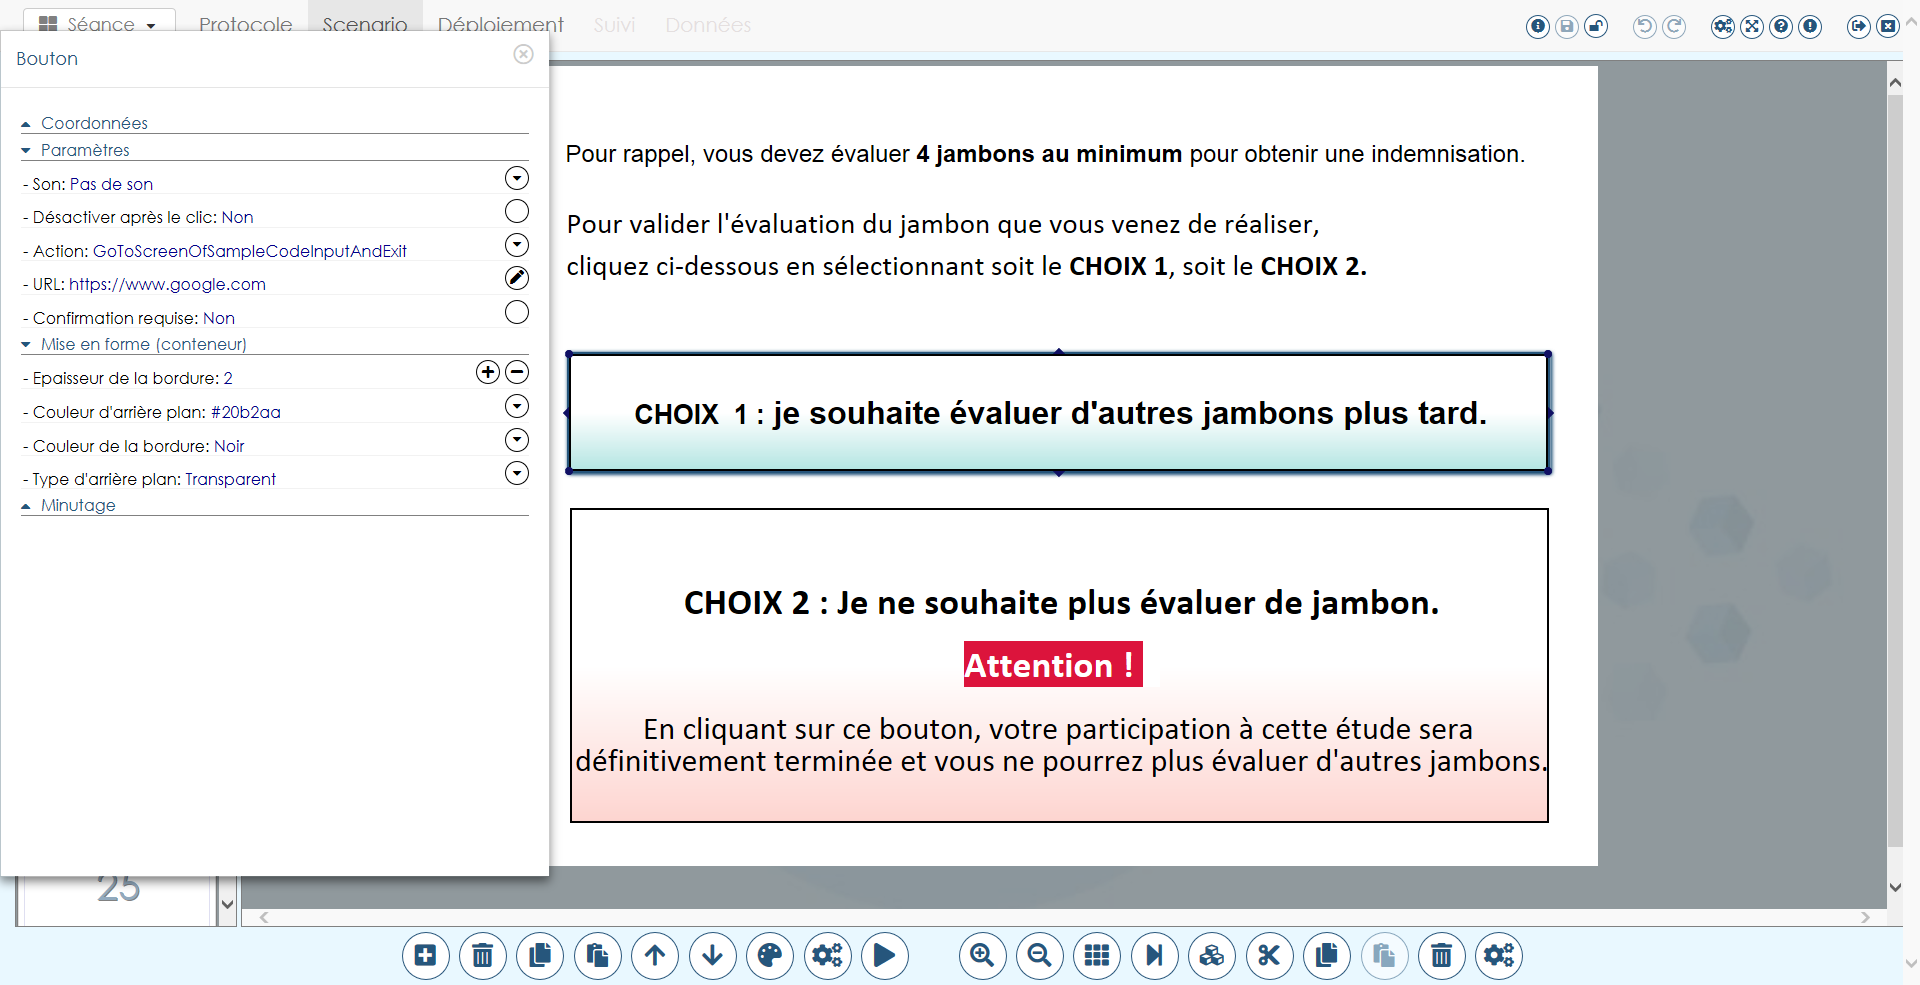 Séance
Protocole
Scenario
Déploiement
Suivi
Données
Bouton
Coordonnées
Paramètres
- Son: Pas de son
- Désactiver après le clic: Non
- Action: GoToScreenOfSampleCodeInputAndExit
- URL: https://www.google.com
- Confirmation requise: Non
Mise en forme (conteneur)
- Epaisseur de la bordure: 2
- Couleur d'arrière plan: #20b2aa
- Couleur de la bordure: Noir
- Type d'arrière plan: Transparent
Minutage
25
Pour rappel, vous devez évaluer 4 jambons au minimum pour obtenir une indemnisation.
Pour valider l'évaluation du jambon que vous venez de réaliser,
cliquez ci-dessous en sélectionnant soit le CHOIX 1, soit le CHOIX 2.
CHOIX 1 : je souhaite évaluer d'autres jambons plus tard.
CHOIX 2 : Je ne souhaite plus évaluer de jambon.
Attention !
En cliquant sur ce bouton, votre participation à cette étude sera
définitivement terminée et vous ne pourrez plus évaluer d'autres jambons.